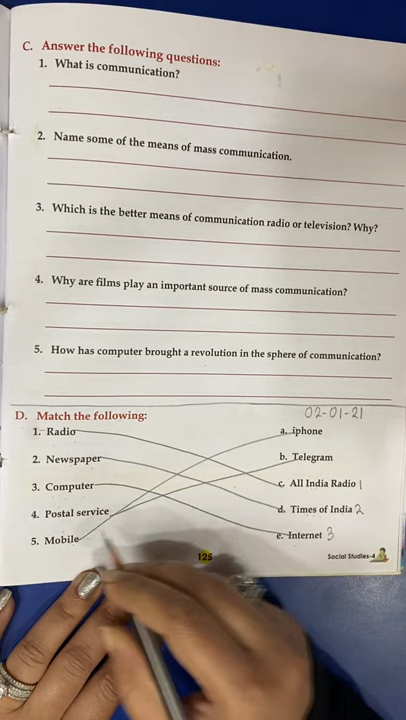 C. Answer the following questions:
1. What is communication?
2. Name some of the means of mass communication.
3. Which is the better means of communication radio or television? Why?
4. Why are films play an important source of mass communication?
5. How has computer brought a revolution in the sphere of communication?
D. Match the following:
02-01-21
1. Radio
a. iphone
2. Newspaper
b. Telegram
3. Computer
c. All India Radio 1
4. Postal service
d. Times of India 2
5. Mobile
e. Internet 3
125
Social Studies-4